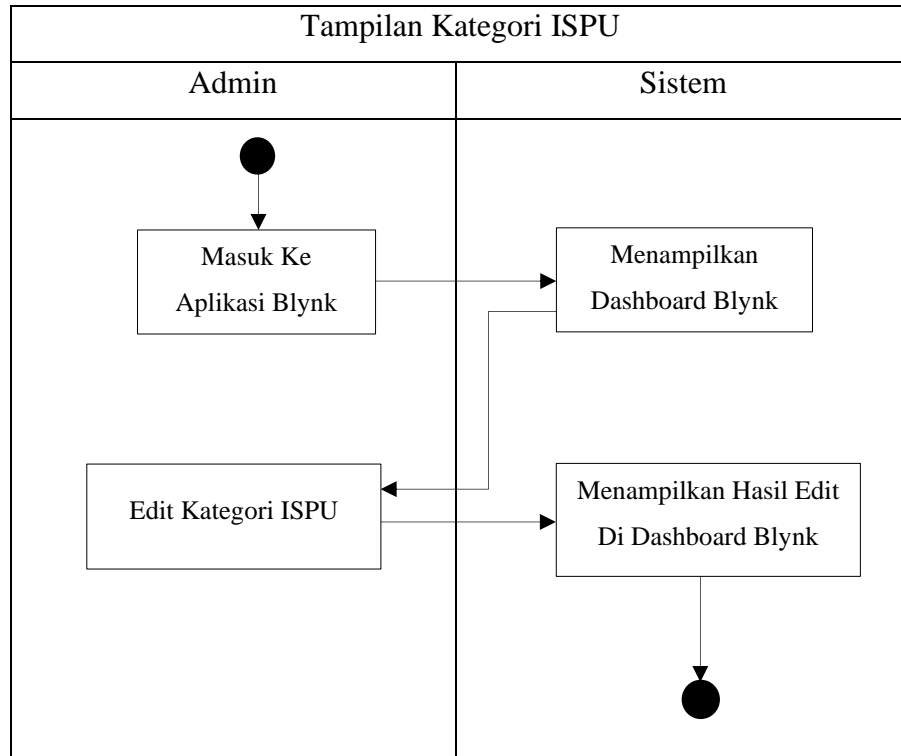 Tampilan Kategori ISPU
Admin
Sistem
Masuk Ke
Aplikasi Blynk
Menampilkan
Dashboard Blynk
Edit Kategori ISPU
Menampilkan Hasil Edit
Di Dashboard Blynk